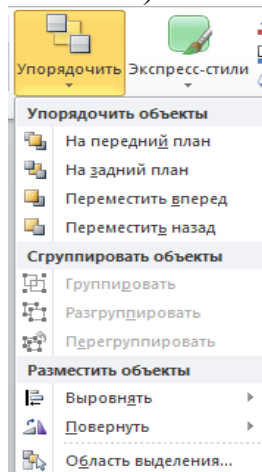 Упорядочить Экспресс-стили
Упорядочить объекты
На передний план
На задний план
Переместить вперед
Переместить назад
Сгруппировать объекты
Группировать
Разгруппировать
Перегруппировать
Разместить объекты
Выровнять
Повернуть
Область выделения...